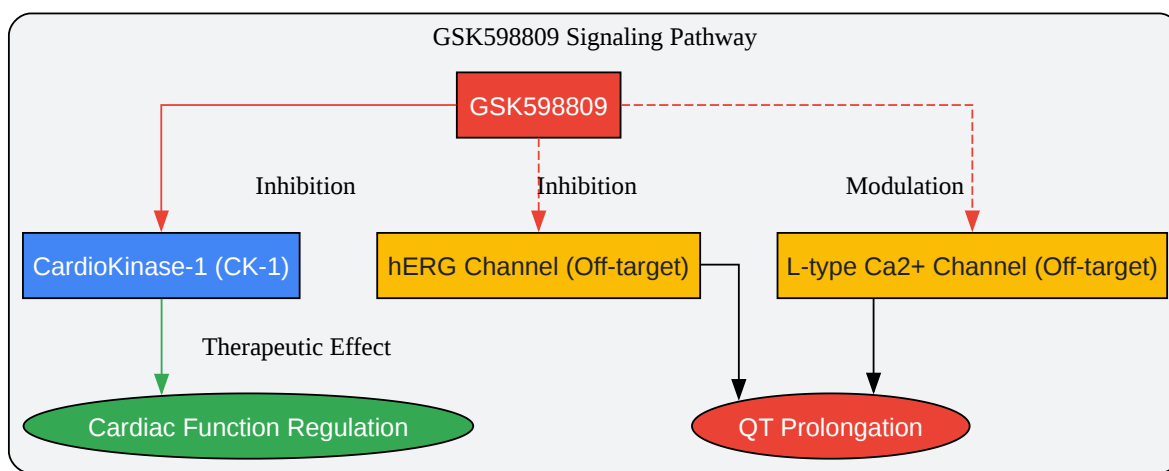 GSK598809 Signaling Pathway
GSK598809
Inhibition
Inhibition
Modulation
CardioKinase-1 (CK-1)
hERG Channel (Off-target)
L-type Ca2+ Channel (Off-target)
Therapeutic Effect
Cardiac Function Regulation
QT Prolongation